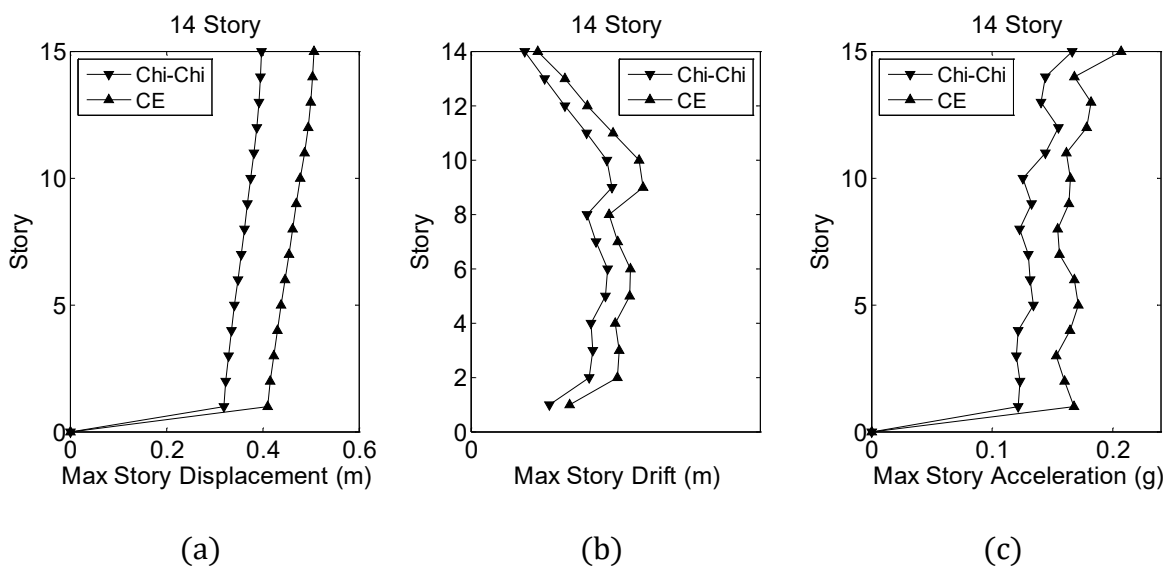 14 Story
15
10
5
0
Story
Chi-Chi
CE
0 0.2 0.4 0.6
Max Story Displacement (m)
(a)
14 Story
14
12
10
8
6
4
2
0
Story
Chi-Chi
CE
0
Max Story Drift (m)
(b)
14 Story
15
10
5
0
Story
Chi-Chi
CE
0 0.1 0.2
Max Story Acceleration (g)
(c)